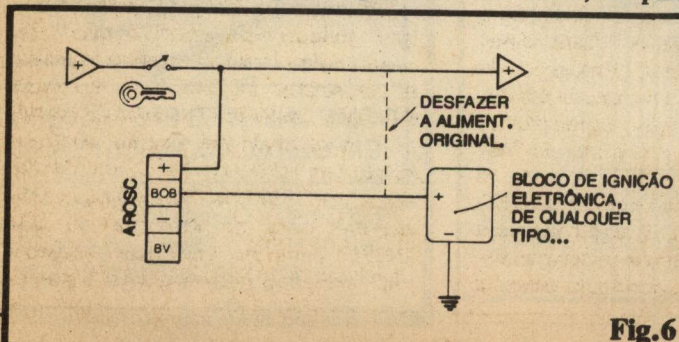 +
+
DESFAZER
A ALIMENT.
ORIGINAL.
AROSC
+
BOB
−
BV
+
−
BLOCO DE IGNIÇÃO
ELETRÔNICA,
DE QUALQUER
TIPO...
Fig.6